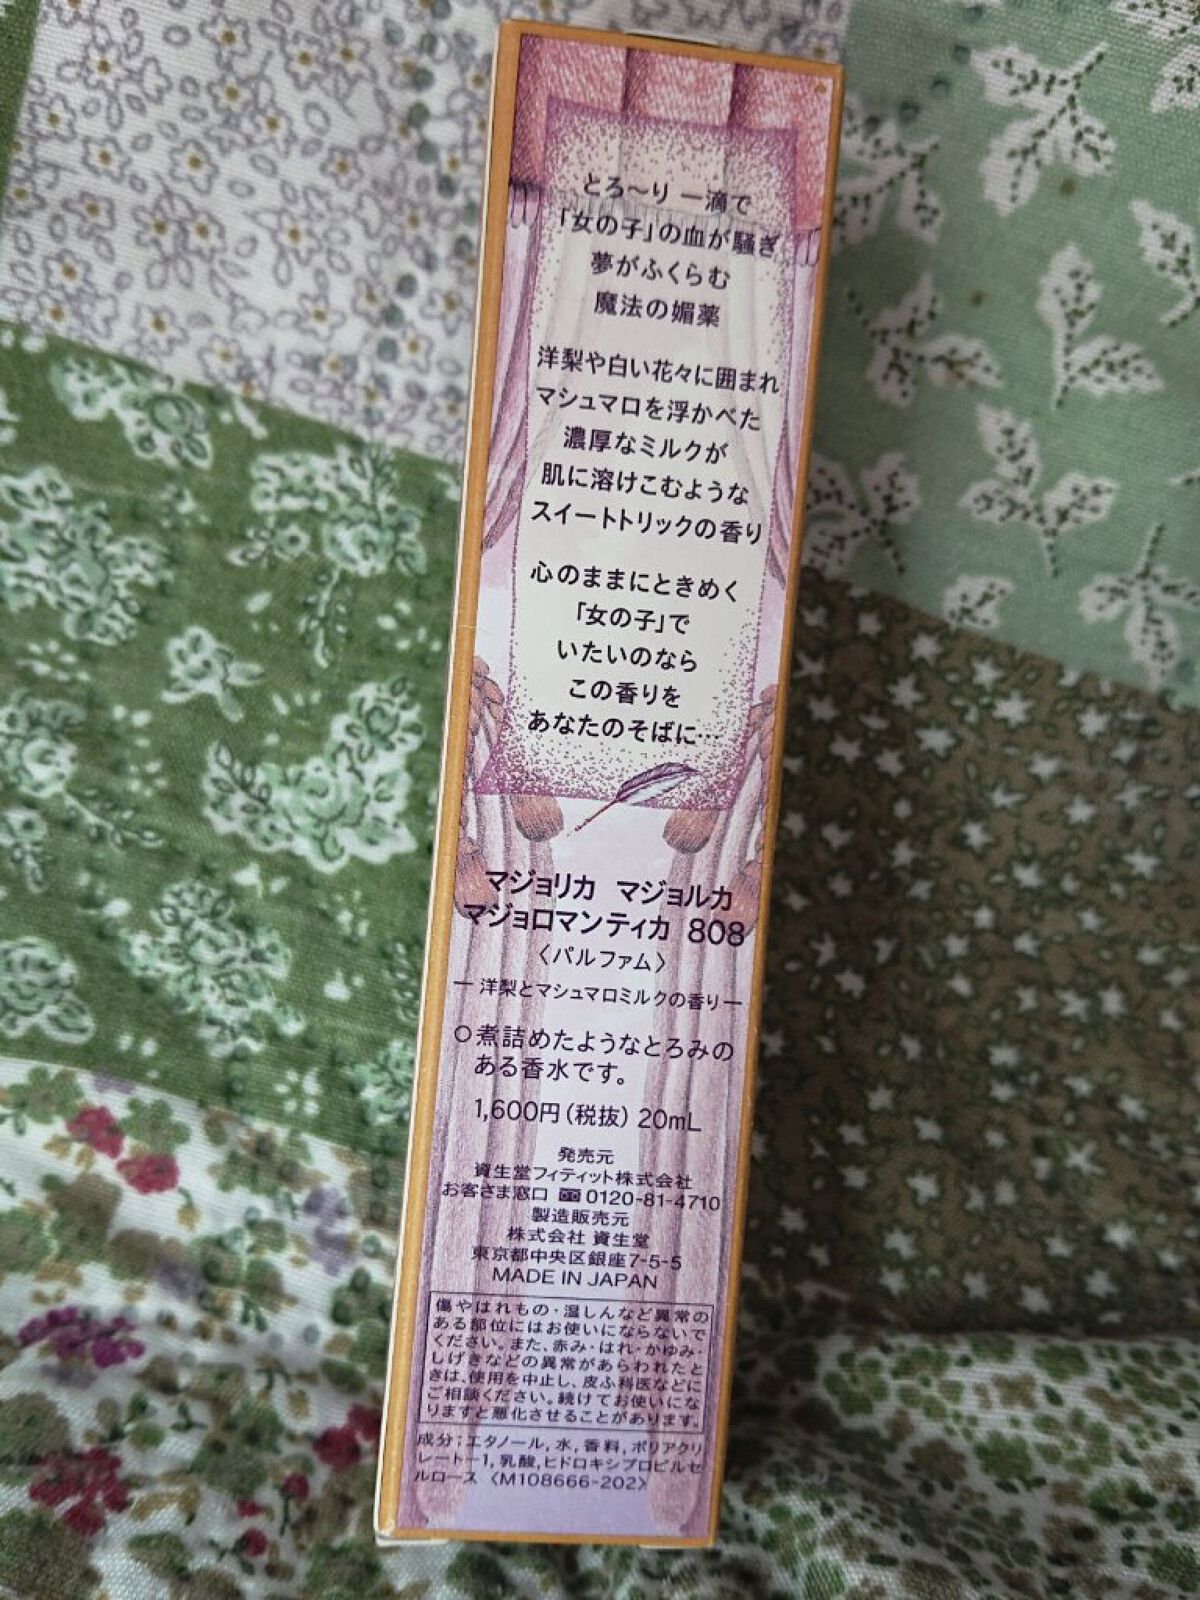 とろ〜り 一滴で
「女の子」の血が騒ぎ
夢がふくらむ
魔法の媚薬
洋梨や白い花々に囲まれ
マシュマロを浮かべた
濃厚なミルクが
肌に溶けこむような
スイートトリックの香り
心のままにときめく
「女の子」で
いたいのなら
この香りを
あなたのそばに…
マジョリカ マジョルカ
マジョロマンティカ 808
〈パルファム〉
― 洋梨とマシュマロミルクの香り ―
○煮詰めたようなとろみの
ある香水です。
1,600円(税抜) 20mL
発売元
資生堂フィティット株式会社
お客さま窓口 0120-81-4710
製造販売元
株式会社 資生堂
東京都中央区銀座7-5-5
MADE IN JAPAN
傷やはれもの・湿しんなど異常の
ある部位にはお使いにならないで
ください。また、赤み・はれ・かゆみ・
しげきなどの異常があらわれたと
きは、使用を中止し、皮ふ科医などに
ご相談ください。続けてお使いにな
りますと悪化させることがあります。
成分;エタノール,水,香料,ポリアクリ
レート-1,乳酸,ヒドロキシプロピルセ
ルロース 〈M108666-202〉